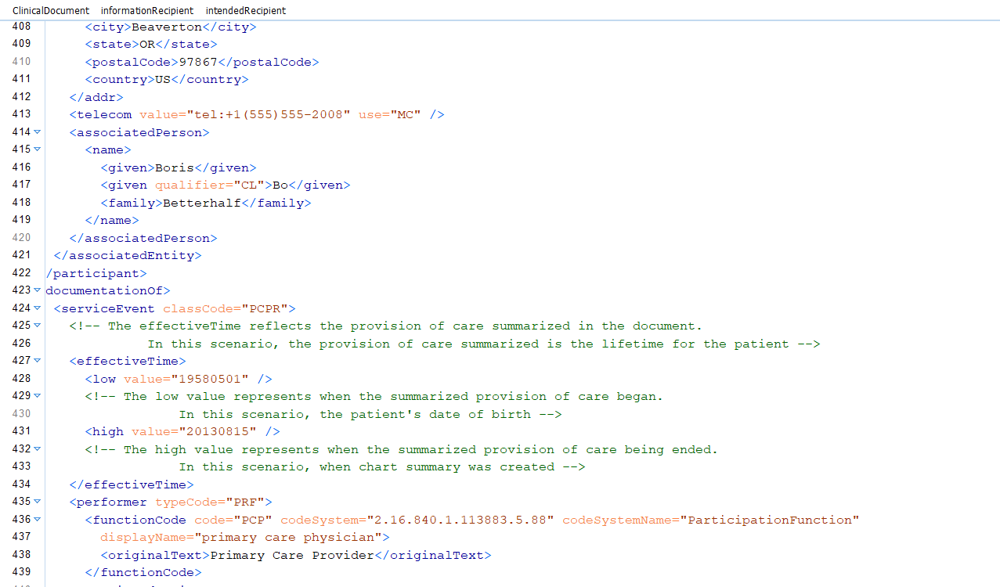 ClinicalDocument informationRecipient intendedRecipient
408 <city>Beaverton</city>
409 <state>OR</state>
410 <postalCode>97867</postalCode>
411 <country>US</country>
412 </addr>
413 <telecom value="tel:+1(555)555-2008" use="MC" />
414 <associatedPerson>
415 <name>
416 <given>Boris</given>
417 <given qualifier="CL">Bo</given>
418 <family>Betterhalf</family>
419 </name>
420 </associatedPerson>
421 </associatedEntity>
422 /participant>
423 documentationOf>
424 <serviceEvent classCode="PCPR">
425 <!-- The effectiveTime reflects the provision of care summarized in the document.
426 In this scenario, the provision of care summarized is the lifetime for the patient -->
427 <effectiveTime>
428 <low value="19580501" />
429 <!-- The low value represents when the summarized provision of care began.
430 In this scenario, the patient's date of birth -->
431 <high value="20130815" />
432 <!-- The high value represents when the summarized provision of care being ended.
433 In this scenario, when chart summary was created -->
434 </effectiveTime>
435 <performer typeCode="PRF">
436 <functionCode code="PCP" codeSystem="2.16.840.1.113883.5.88" codeSystemName="ParticipationFunction"
437 displayName="primary care physician">
438 <originalText>Primary Care Provider</originalText>
439 </functionCode>